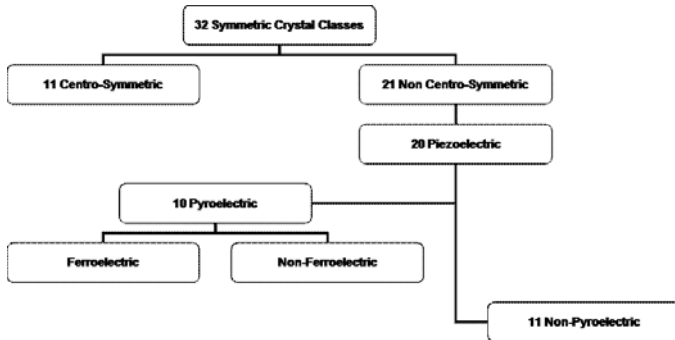 32 Symmetric Crystal Classes
11 Centro-Symmetric
21 Non Centro-Symmetric
20 Piezoelectric
10 Pyroelectric
Ferroelectric
Non-Ferroelectric
11 Non-Pyroelectric